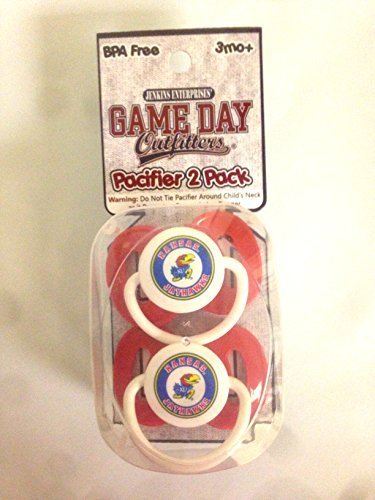 BPA Free
3mo+
JENKINS ENTERPRISES'
GAME DAY
Outfitters
Pacifier 2 Pack
Warning: Do Not Tie Pacifier Around Child's Neck
KANSAS
JAYHAWKS
KANSAS
JAYHAWKS